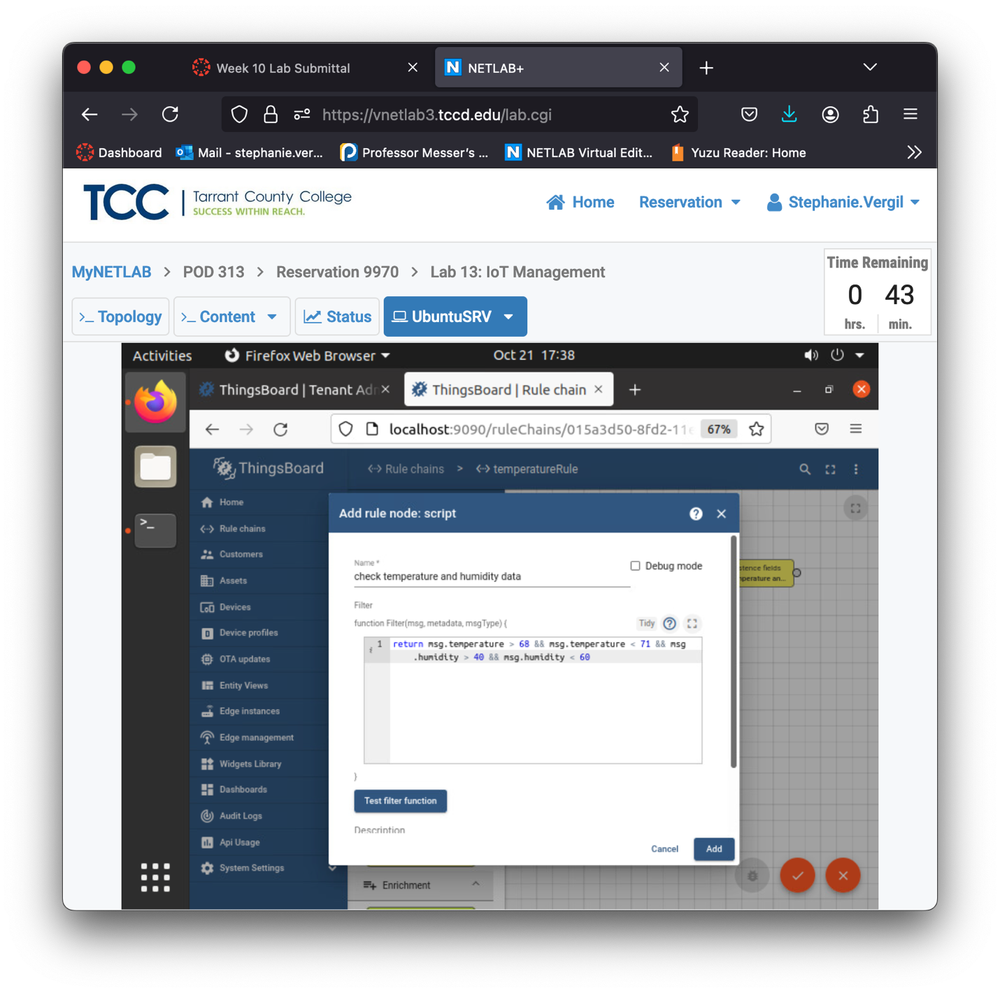 Week 10 Lab Submittal
NETLAB+
https://vnetlab3.tccd.edu/lab.cgi
Dashboard
Mail - stephanie.ver...
Professor Messer's ...
NETLAB Virtual Edit...
Yuzu Reader: Home
TCC
Tarrant County College
SUCCESS WITHIN REACH.
Home
Reservation
Stephanie.Vergil
MyNETLAB > POD 313 > Reservation 9970 > Lab 13: IoT Management
Time Remaining
0 43
hrs. min.
>_ Topology
>_ Content
Status
UbuntuSRV
Activities
Firefox Web Browser
Oct 21 17:38
ThingsBoard | Tenant Adm
ThingsBoard | Rule chain
localhost:9090/ruleChains/015a3d50-8fd2-11e
67%
ThingsBoard
Rule chains > temperatureRule
Home
Rule chains
Customers
Assets
Devices
Device profiles
OTA updates
Entity Views
Edge instances
Edge management
Widgets Library
Dashboards
Audit Logs
Api Usage
System Settings
Add rule node: script
Name *
check temperature and humidity data
Debug mode
Filter
function Filter(msg, metadata, msgType) {
Tidy
1 return msg.temperature > 68 && msg.temperature < 71 && msg
.humidity > 40 && msg.humidity < 60
}
Test filter function
Description
Cancel
Add
stence fields
perature an...
Enrichment